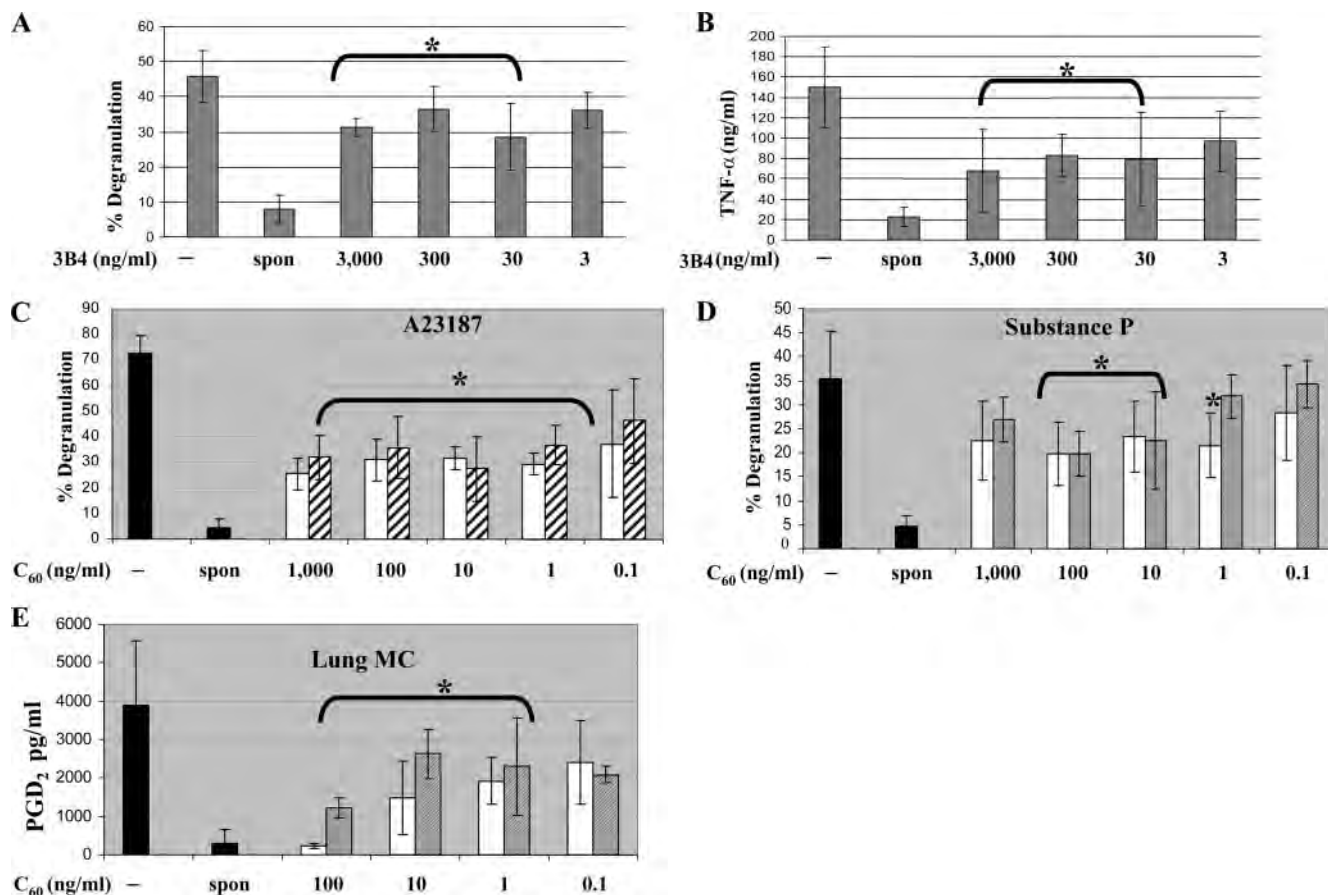 A
60
50
40
30
20
10
0
% Degranulation
*
3B4 (ng/ml) – spon 3,000 300 30 3
B
200
180
160
140
120
100
80
60
40
20
0
TNF-α (ng/ml)
*
3B4 (ng/ml) – spon 3,000 300 30 3
C
A23187
90
80
70
60
50
40
30
20
10
0
% Degranulation
*
C₆₀ (ng/ml) – spon 1,000 100 10 1 0.1
D
Substance P
50
45
40
35
30
25
20
15
10
5
0
% Degranulation
*
*
C₆₀ (ng/ml) – spon 1,000 100 10 1 0.1
E
Lung MC
6000
5000
4000
3000
2000
1000
0
PGD₂ pg/ml
*
C₆₀ (ng/ml) – spon 100 10 1 0.1